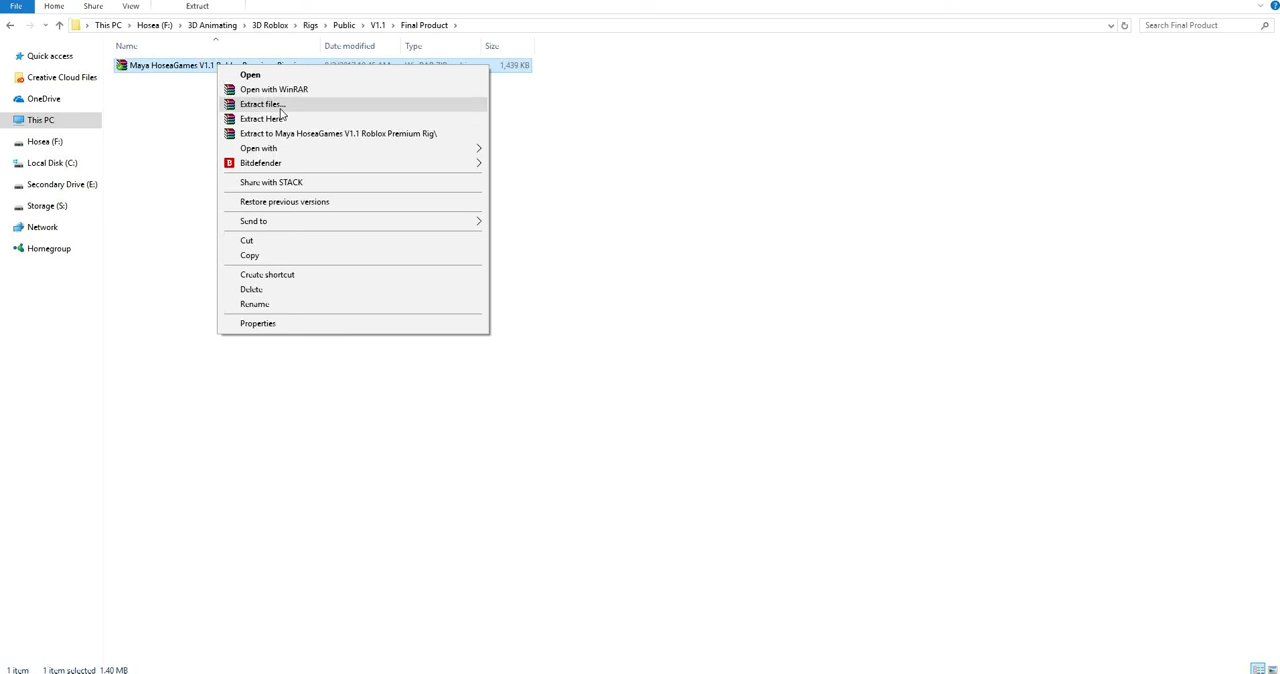 File Home Share View Extract
This PC Hosea (F:) 3D Animating 3D Roblox Rigs Public V1.1 Final Product
Search Final Product
Name Date modified Type Size
Quick access
Creative Cloud Files
OneDrive
This PC
Hosea (F:)
Local Disk (C:)
Secondary Drive (E:)
Storage (S:)
Network
Homegroup
Maya HoseaGames V1.1 1,439 KB
Open
Open with WinRAR
Extract files...
Extract Here
Extract to Maya HoseaGames V1.1 Roblox Premium Rig\
Open with
Bitdefender
Share with STACK
Restore previous versions
Send to
Cut
Copy
Create shortcut
Delete
Rename
Properties
1 item 1 item selected 1.40 MB